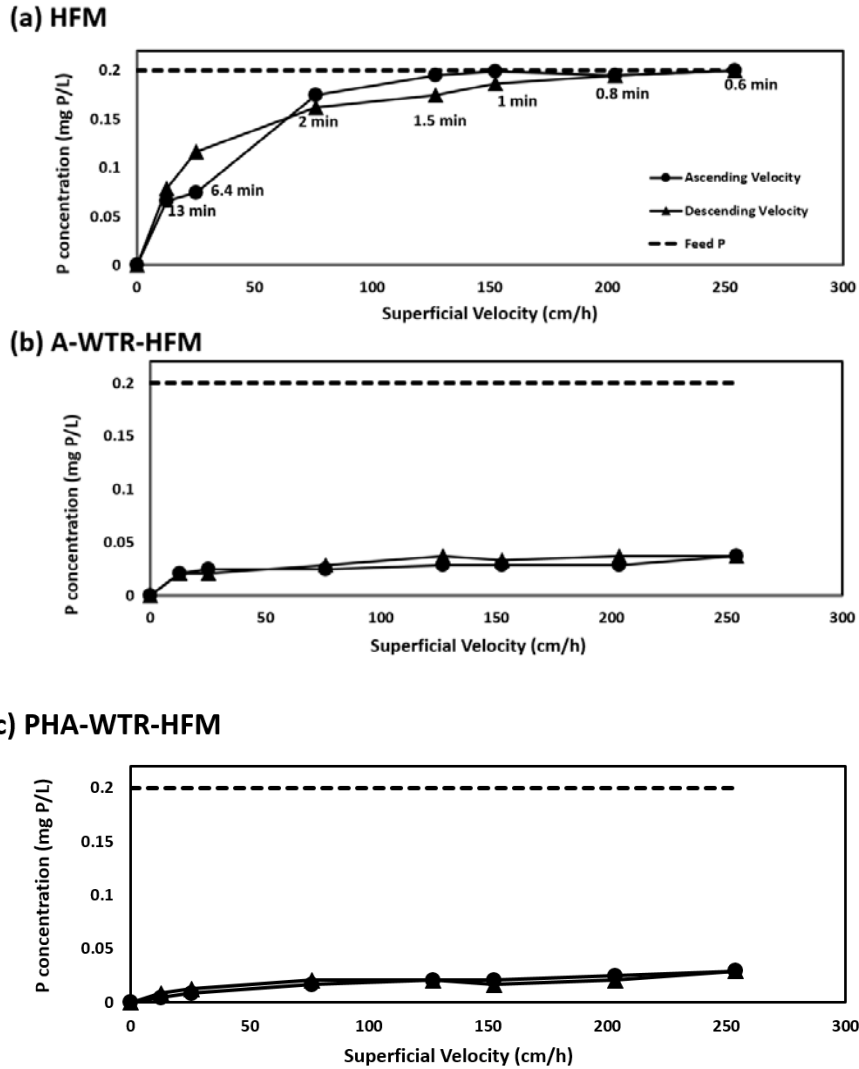 (a) HFM
P concentration (mg P/L)
0.2
0.15
0.1
0.05
0
2 min
1.5 min
1 min
0.8 min
0.6 min
6.4 min
13 min
Ascending Velocity
Descending Velocity
Feed P
0 50 100 150 200 250 300
Superficial Velocity (cm/h)
(b) A-WTR-HFM
P concentration (mg P/L)
0.2
0.15
0.1
0.05
0
0 50 100 150 200 250 300
Superficial Velocity (cm/h)
c) PHA-WTR-HFM
P concentration (mg P/L)
0.2
0.15
0.1
0.05
0
0 50 100 150 200 250 300
Superficial Velocity (cm/h)